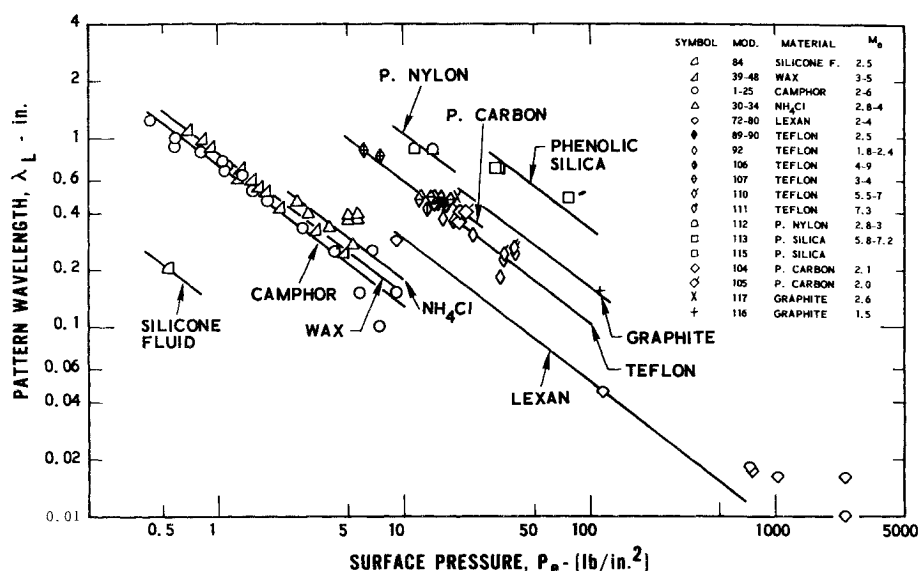 PATTERN WAVELENGTH, λL - in.
4
2
1
0.6
0.4
0.2
0.1
0.06
0.04
0.02
0.01
0.5
1
5
10
50
100
500
1000
5000
SURFACE PRESSURE, Pe - [lb/in.²]
P. NYLON
P. CARBON
PHENOLIC
SILICA
CAMPHOR
WAX
NH4Cl
SILICONE
FLUID
GRAPHITE
TEFLON
LEXAN
SYMBOL MOD. MATERIAL Me
84 SILICONE F. 2.5
39-48 WAX 3-5
1-25 CAMPHOR 2-6
30-34 NH4Cl 2.8-4
72-80 LEXAN 2-4
89-90 TEFLON 2.5
92 TEFLON 1.8-2.4
106 TEFLON 4-9
107 TEFLON 3-4
110 TEFLON 5.5-7
111 TEFLON 7.3
112 P. NYLON 2.8-3
113 P. SILICA 5.8-7.2
115 P. SILICA
104 P. CARBON 2.1
105 P. CARBON 2.0
117 GRAPHITE 2.6
116 GRAPHITE 1.5